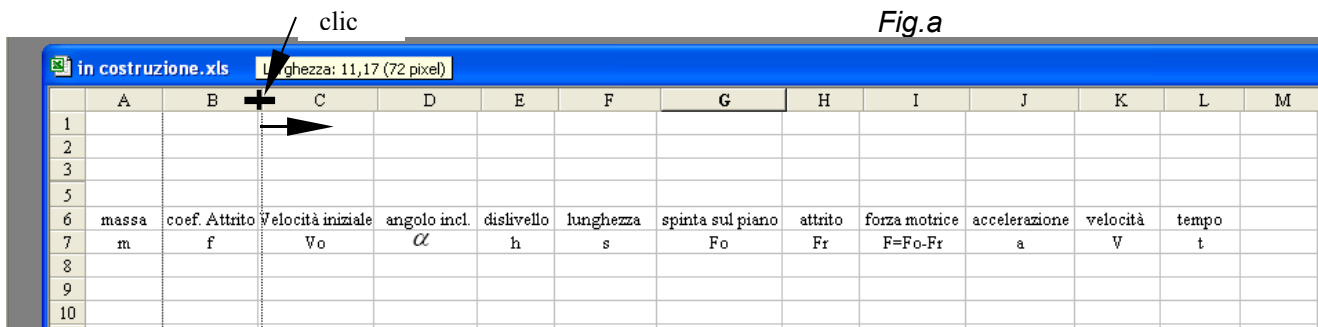 clic
Fig.a
in costruzione.xls
Larghezza: 11,17 (72 pixel)
A B C D E F G H I J K L M
1
2
3
5
6 massa coef. Attrito Velocità iniziale angolo incl. dislivello lunghezza spinta sul piano attrito forza motrice accelerazione velocità tempo
7 m f Vo α h s Fo Fr F=Fo-Fr a V t
8
9
10